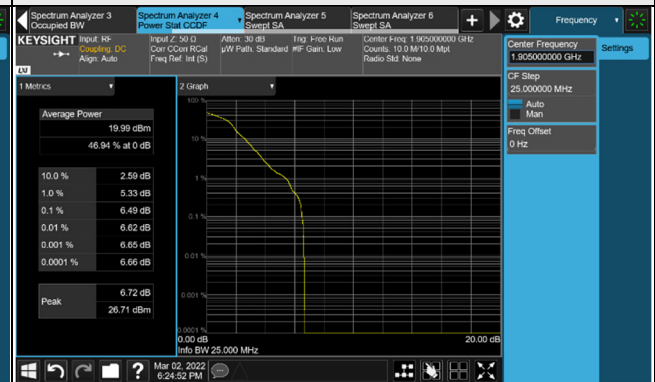 Spectrum Analyzer 3
Occupied BW
Spectrum Analyzer 4
Power Stat CCDF
Spectrum Analyzer 5
Swept SA
Spectrum Analyzer 6
Swept SA
+
Frequency
KEYSIGHT
Input: RF
Coupling: DC
Align: Auto
Input Z: 50 Ω
Corr CCorr RCal
Freq Ref: Int (S)
Atten: 30 dB
µW Path: Standard
Trig: Free Run
#IF Gain: Low
Center Freq: 1.905000000 GHz
Counts: 10.0 M/10.0 Mpt
Radio Std: None
LXI
Center Frequency
1.905000000 GHz
Settings
CF Step
25.000000 MHz
Auto
Man
Freq Offset
0 Hz
1 Metrics
2 Graph
Average Power
19.99 dBm
46.94 % at 0 dB
10.0 % 2.59 dB
1.0 % 5.33 dB
0.1 % 6.49 dB
0.01 % 6.62 dB
0.001 % 6.65 dB
0.0001 % 6.66 dB
Peak
6.72 dB
26.71 dBm
100 %
10 %
1 %
0.1 %
0.01 %
0.001 %
0.0001 %
0.00 dB
20.00 dB
Info BW 25.000 MHz
?
Mar 02, 2022
6:24:52 PM